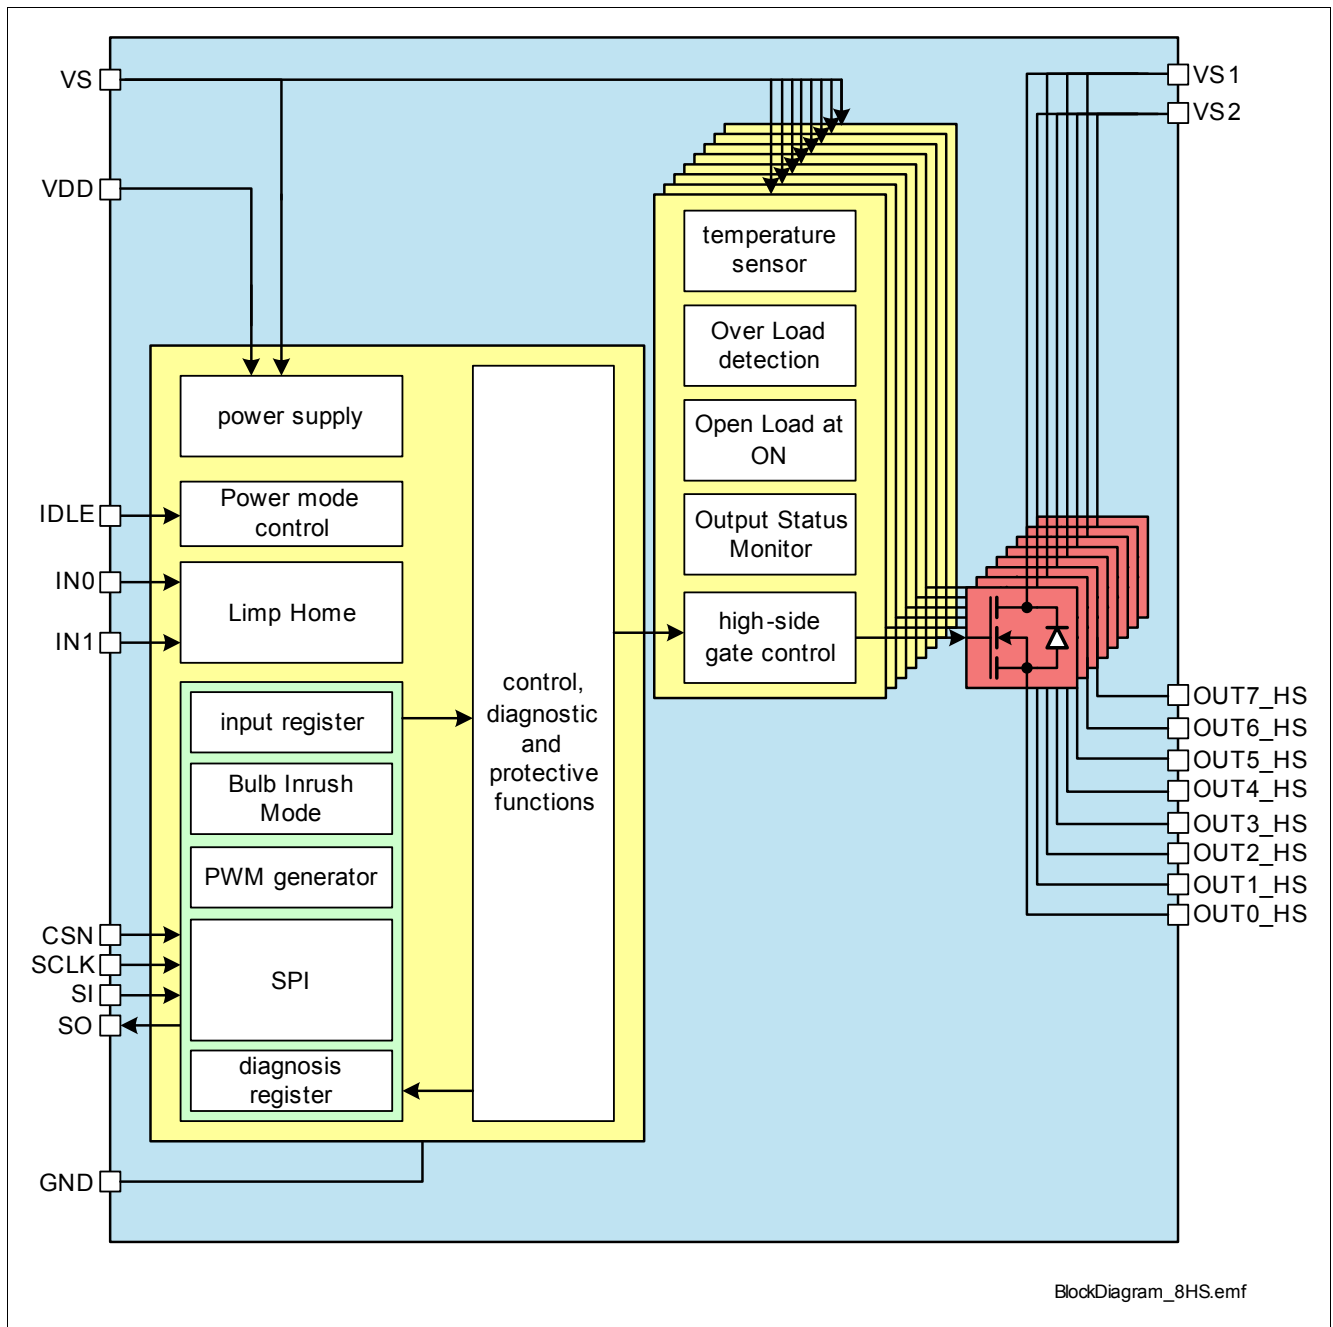 VS
VDD
IDLE
IN0
IN1
CSN
SCLK
SI
SO
GND
power supply
Power mode
control
Limp Home
input register
Bulb Inrush
Mode
PWM generator
SPI
diagnosis
register
control,
diagnostic
and
protective
functions
temperature
sensor
Over Load
detection
Open Load at
ON
Output Status
Monitor
high-side
gate control
VS1
VS2
OUT7_HS
OUT6_HS
OUT5_HS
OUT4_HS
OUT3_HS
OUT2_HS
OUT1_HS
OUT0_HS
BlockDiagram_8HS.emf